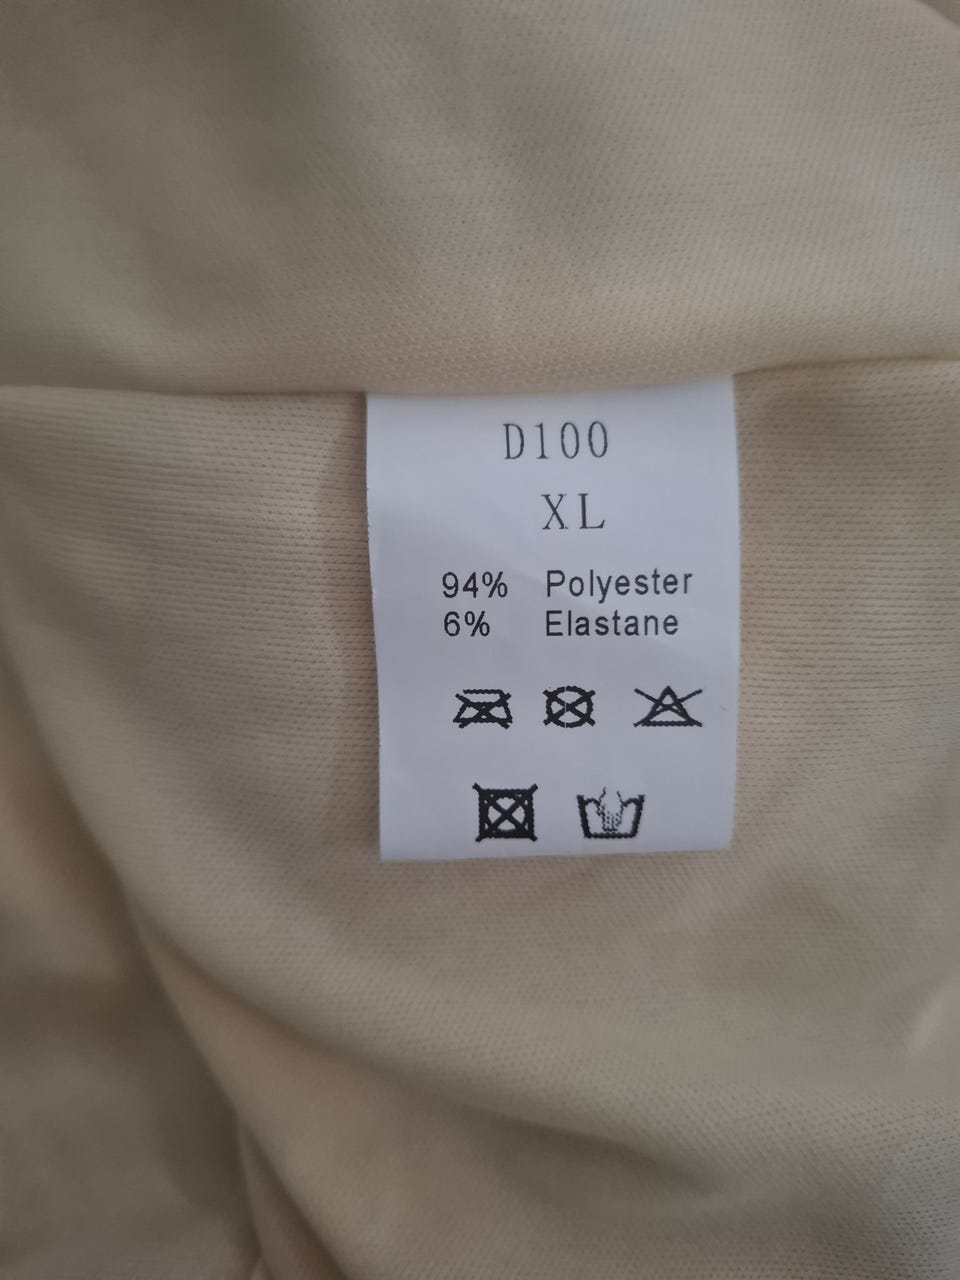 D100
XL
94% Polyester
6% Elastane